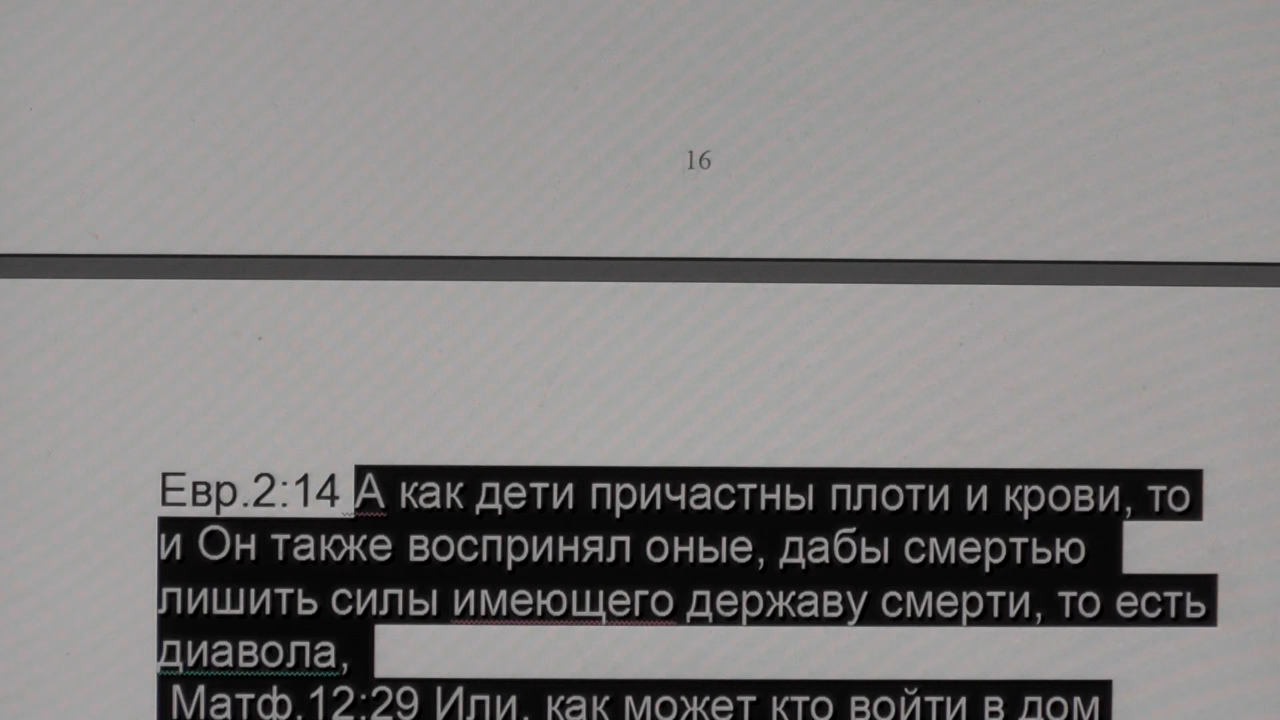 16
Евр.2:14 А как дети причастны плоти и крови, то
и Он также воспринял оные, дабы смертью
лишить силы имеющего державу смерти, то есть
диавола,
Матф.12:29 Или, как может кто войти в дом